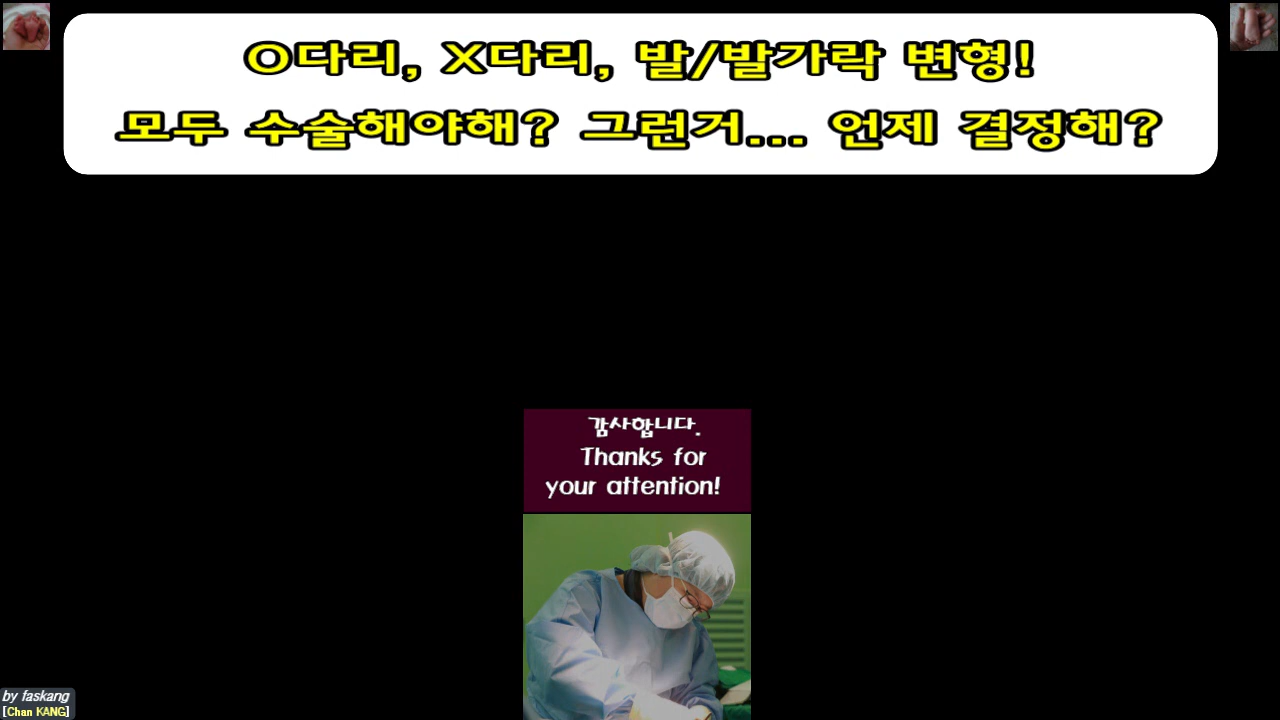 O다리, X다리, 발/발가락 변형!
모두 수술해야해? 그런거... 언제 결정해?
감사합니다.
Thanks for
your attention!
by faskang
[Chan KANG]